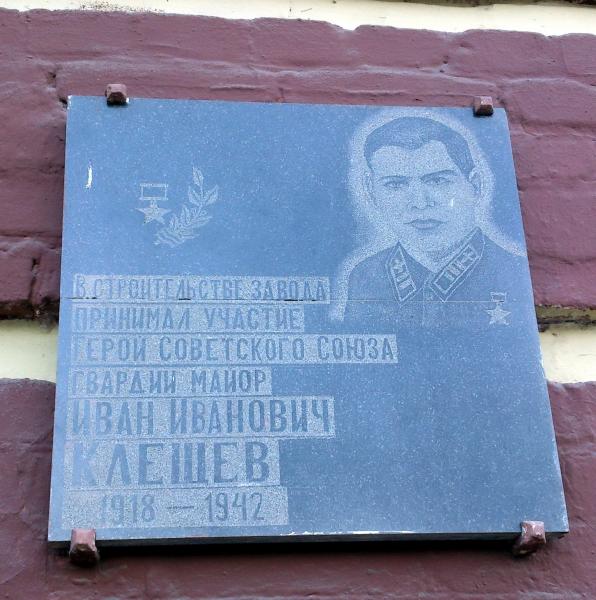 В СТРОИТЕЛЬСТВЕ ЗАВОДА
ПРИНИМАЛ УЧАСТИЕ
ГЕРОЙ СОВЕТСКОГО СОЮЗА
ГВАРДИИ МАЙОР
ИВАН ИВАНОВИЧ
КЛЕЩЕВ
1918 — 1942